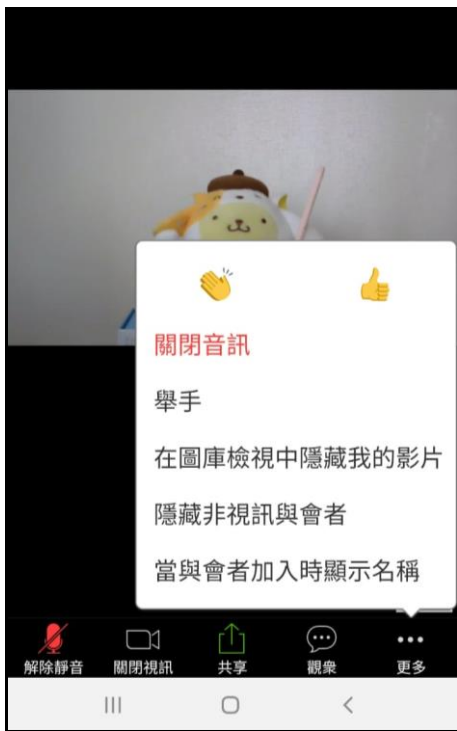 關閉音訊
舉手
在圖庫檢視中隱藏我的影片
隱藏非視訊與會者
當與會者加入時顯示名稱
解除靜音
關閉視訊
共享
觀眾
更多